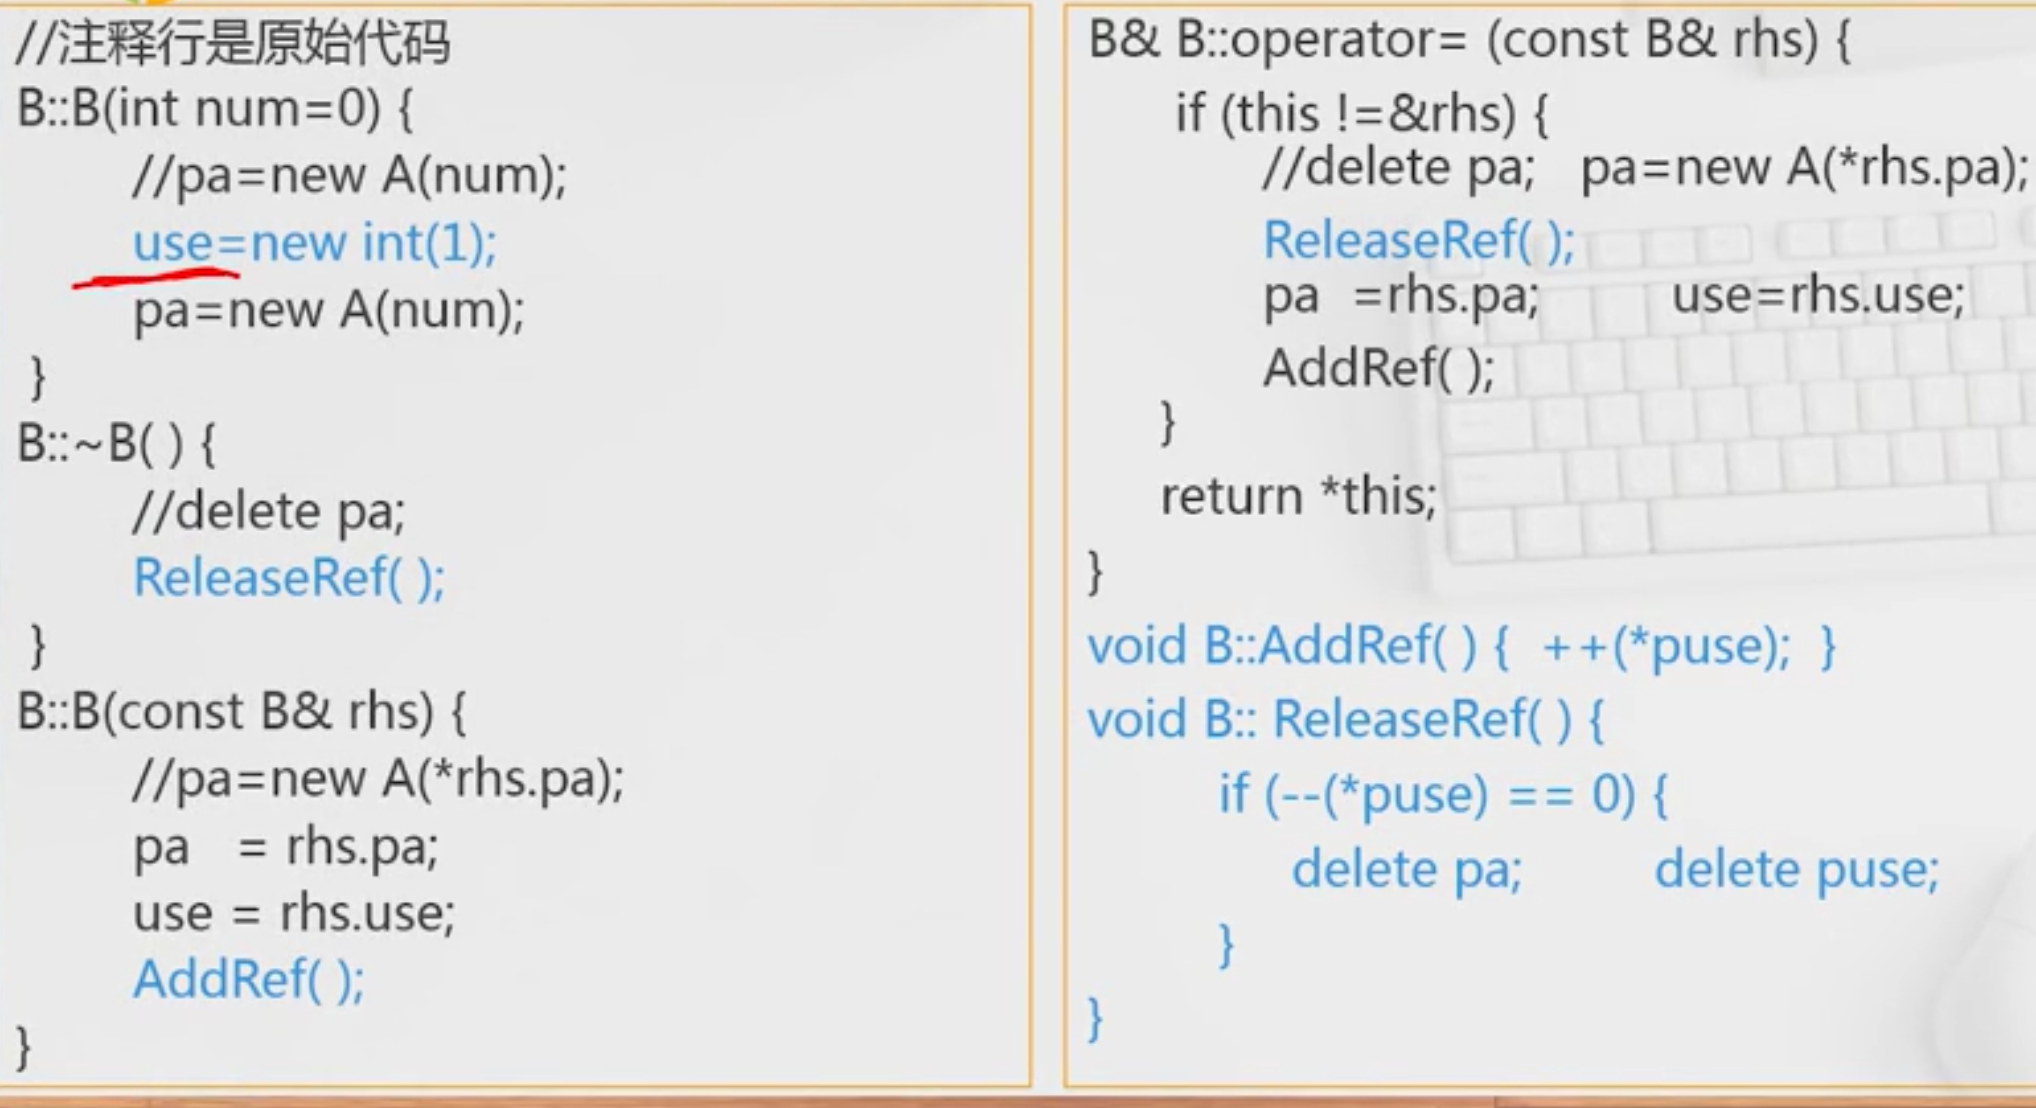 //注释行是原始代码
B::B(int num=0) {
//pa=new A(num);
use=new int(1);
pa=new A(num);
}
B::~B( ) {
//delete pa;
ReleaseRef( );
}
B::B(const B& rhs) {
//pa=new A(*rhs.pa);
pa = rhs.pa;
use = rhs.use;
AddRef( );
}
B& B::operator= (const B& rhs) {
if (this !=&rhs) {
//delete pa; pa=new A(*rhs.pa);
ReleaseRef( );
pa =rhs.pa; use=rhs.use;
AddRef( );
}
return *this;
}
void B::AddRef( ) { ++(*puse); }
void B:: ReleaseRef( ) {
if (--(*puse) == 0) {
delete pa; delete puse;
}
}